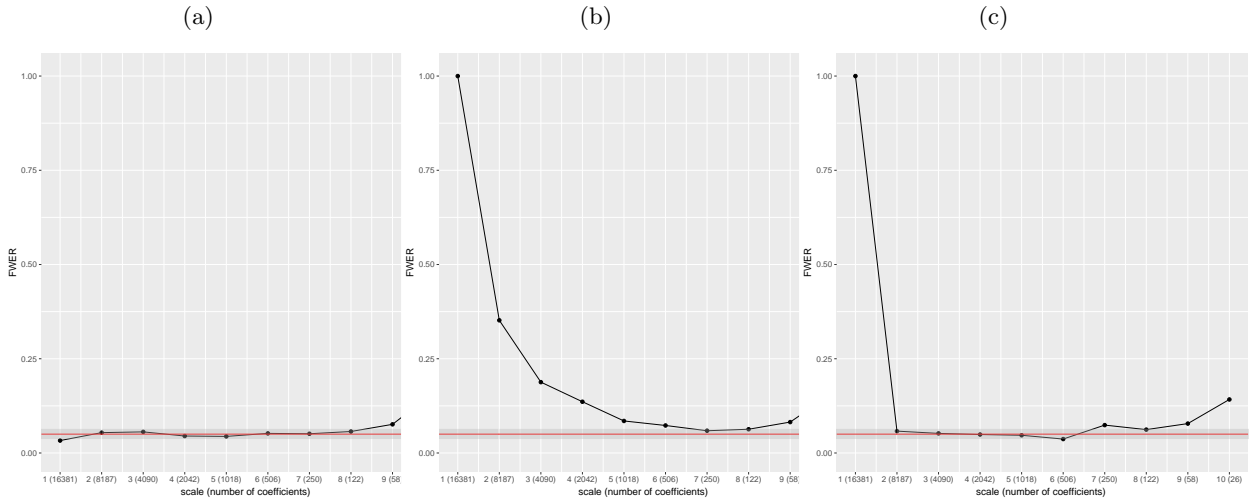 (a)
(b)
(c)
1.00
0.75
0.50
0.25
0.00
FWER
1 (16381) 2 (8187) 3 (4090) 4 (2042) 5 (1018) 6 (506) 7 (250) 8 (122) 9 (58
scale (number of coefficients)
1.00
0.75
0.50
0.25
0.00
FWER
1 (16381) 2 (8187) 3 (4090) 4 (2042) 5 (1018) 6 (506) 7 (250) 8 (122) 9 (58
scale (number of coefficients)
1.00
0.75
0.50
0.25
0.00
FWER
1 (16381) 2 (8187) 3 (4090) 4 (2042) 5 (1018) 6 (506) 7 (250) 8 (122) 9 (58) 10 (26)
scale (number of coefficients)